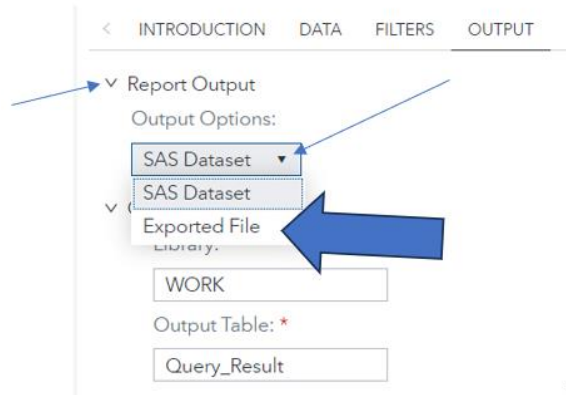 INTRODUCTION DATA FILTERS OUTPUT
Report Output
Output Options:
SAS Dataset
SAS Dataset
Exported File
Library:
WORK
Output Table: *
Query_Result